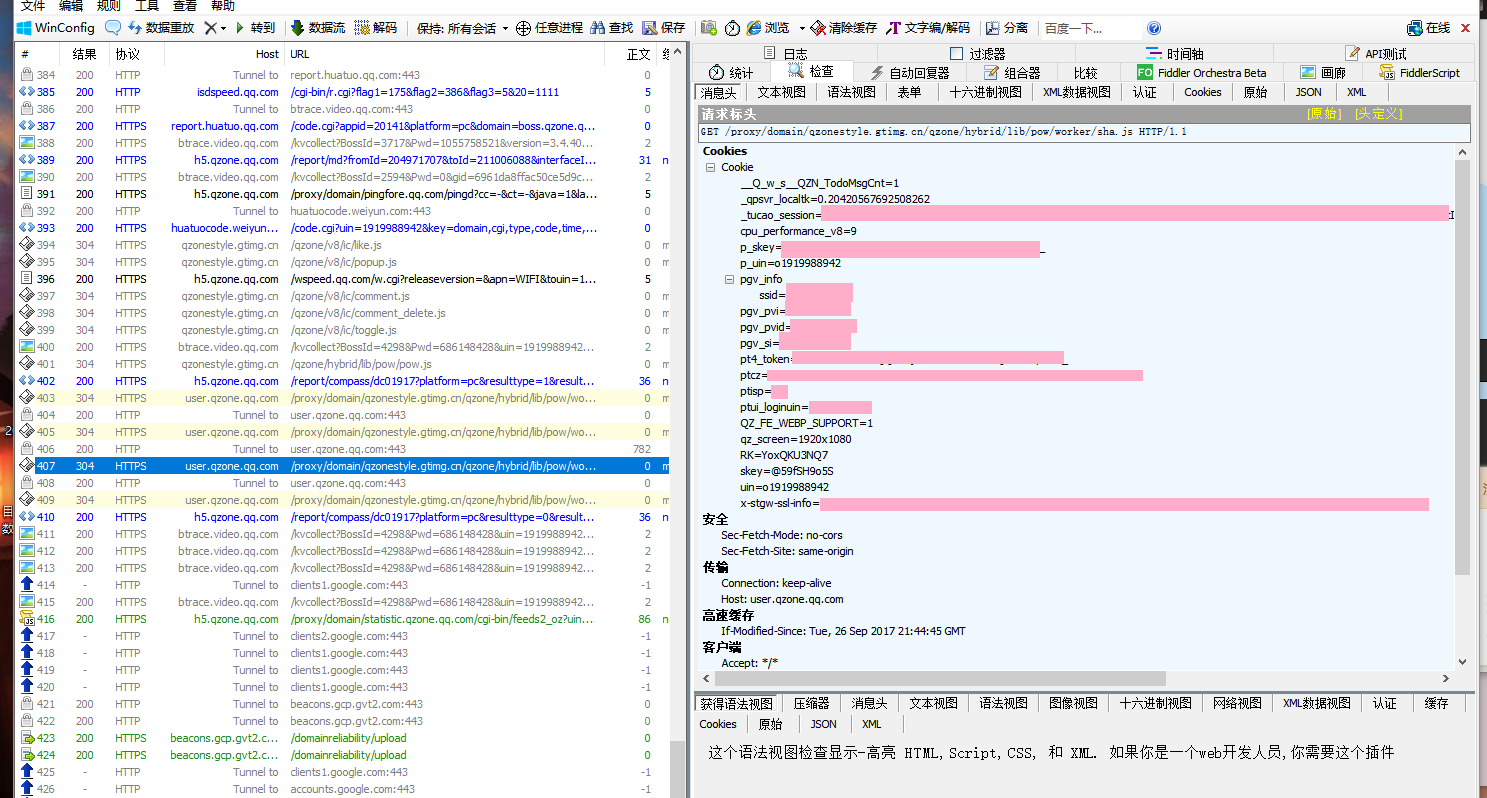 文件 编辑 规则 工具 查看 帮助
WinConfig 数据重放 转到 数据流 解码 保持: 所有会话 任意进程 查找 保存 浏览 清除缓存 文字编/解码 分离 百度一下... 在线
# 结果 协议 Host URL 正文
384 200 HTTP Tunnel to report.huatuo.qq.com:443 0
385 200 HTTP isdspeed.qq.com /cgi-bin/r.cgi?flag1=175&flag2=386&flag3=5&20=1111 5
386 200 HTTP Tunnel to btrace.video.qq.com:443 0
387 200 HTTPS report.huatuo.qq.com /code.cgi?appid=20141&platform=pc&domain=boss.qzone.q... 0
388 200 HTTPS btrace.video.qq.com /kvcollect?BossId=3717&Pwd=1055758521&version=3.4.40... 2
389 200 HTTPS h5.qzone.qq.com /report/md?fromId=204971707&toId=211006088&interfaceI... 31 n
390 200 HTTPS btrace.video.qq.com /kvcollect?BossId=2594&Pwd=0&gid=6961da8ffac50ce5d9c... 2
391 200 HTTPS h5.qzone.qq.com /proxy/domain/pingfore.qq.com/pingd?cc=-&ct=-&java=1&la... 5
392 200 HTTP Tunnel to huatuocode.weiyun.com:443 0
393 200 HTTPS huatuocode.weiyun... /code.cgi?uin=1919988942&key=domain,cgi,type,code,time,... 0
394 304 HTTPS qzonestyle.gtimg.cn /qzone/v8/ic/like.js 0 m
395 304 HTTPS qzonestyle.gtimg.cn /qzone/v8/ic/popup.js 0 m
396 200 HTTPS h5.qzone.qq.com /wspeed.qq.com/w.cgi?releaseversion=&apn=WIFI&touin=1... 5
397 304 HTTPS qzonestyle.gtimg.cn /qzone/v8/ic/comment.js 0 m
398 304 HTTPS qzonestyle.gtimg.cn /qzone/v8/ic/comment_delete.js 0 m
399 304 HTTPS qzonestyle.gtimg.cn /qzone/v8/ic/toggle.js 0 m
400 200 HTTPS btrace.video.qq.com /kvcollect?BossId=4298&Pwd=686148428&uin=1919988942... 2
401 304 HTTPS qzonestyle.gtimg.cn /qzone/hybrid/lib/pow/pow.js 0 m
402 200 HTTPS h5.qzone.qq.com /report/compass/dc01917?platform=pc&resulttype=1&result... 36 n
403 304 HTTPS user.qzone.qq.com /proxy/domain/qzonestyle.gtimg.cn/qzone/hybrid/lib/pow/wo... 0 m
404 200 HTTP Tunnel to user.qzone.qq.com:443 0
405 304 HTTPS user.qzone.qq.com /proxy/domain/qzonestyle.gtimg.cn/qzone/hybrid/lib/pow/wo... 0 m
406 200 HTTP Tunnel to user.qzone.qq.com:443 782
407 304 HTTPS user.qzone.qq.com /proxy/domain/qzonestyle.gtimg.cn/qzone/hybrid/lib/pow/wo... 0 m
408 200 HTTP Tunnel to user.qzone.qq.com:443 0
409 304 HTTPS user.qzone.qq.com /proxy/domain/qzonestyle.gtimg.cn/qzone/hybrid/lib/pow/wo... 0 m
410 200 HTTPS h5.qzone.qq.com /report/compass/dc01917?platform=pc&resulttype=0&result... 36 n
411 200 HTTPS btrace.video.qq.com /kvcollect?BossId=4298&Pwd=686148428&uin=1919988942... 2
412 200 HTTPS btrace.video.qq.com /kvcollect?BossId=4298&Pwd=686148428&uin=1919988942... 2
413 200 HTTPS btrace.video.qq.com /kvcollect?BossId=4298&Pwd=686148428&uin=1919988942... 2
414 - HTTP Tunnel to clients1.google.com:443 -1
415 200 HTTPS btrace.video.qq.com /kvcollect?BossId=4298&Pwd=686148428&uin=1919988942... 2
416 200 HTTPS h5.qzone.qq.com /proxy/domain/statistic.qzone.qq.com/cgi-bin/feeds2_oz?uin... 86 n
417 - HTTP Tunnel to clients2.google.com:443 -1
418 - HTTP Tunnel to clients1.google.com:443 -1
419 - HTTP Tunnel to clients1.google.com:443 -1
420 - HTTP Tunnel to clients1.google.com:443 -1
421 200 HTTP Tunnel to beacons.gcp.gvt2.com:443 0
422 200 HTTP Tunnel to beacons.gcp.gvt2.com:443 0
423 200 HTTPS beacons.gcp.gvt2.c... /domainreliability/upload 0
424 200 HTTPS beacons.gcp.gvt2.c... /domainreliability/upload 0
425 - HTTP Tunnel to clients1.google.com:443 -1
426 - HTTP Tunnel to accounts.google.com:443 -1
日志 过滤器 时间轴 API测试
统计 检查 自动回复器 组合器 比较 FO Fiddler Orchestra Beta 画廊 FiddlerScript
消息头 文本视图 语法视图 表单 十六进制视图 XML数据视图 认证 Cookies 原始 JSON XML
请求标头 [原始] [头定义]
GET /proxy/domain/qzonestyle.gtimg.cn/qzone/hybrid/lib/pow/worker/sha.js HTTP/1.1
Cookies
Cookie
__Q_w_s__QZN_TodoMsgCnt=1
_qpsvr_localtk=0.20420567692508262
_tucao_session=
cpu_performance_v8=9
p_skey=
p_uin=o1919988942
pgv_info
ssid=
pgv_pvi=
pgv_pvid=
pgv_si=
pt4_token=
ptcz=
ptisp=
ptui_loginuin=
QZ_FE_WEBP_SUPPORT=1
qz_screen=1920x1080
RK=YoxQKU3NQ7
skey=@59fSH9o5S
uin=o1919988942
x-stgw-ssl-info=
安全
Sec-Fetch-Mode: no-cors
Sec-Fetch-Site: same-origin
传输
Connection: keep-alive
Host: user.qzone.qq.com
高速缓存
If-Modified-Since: Tue, 26 Sep 2017 21:44:45 GMT
客户端
Accept: */*
获得语法视图 压缩器 消息头 文本视图 语法视图 图像视图 十六进制视图 网络视图 XML数据视图 认证 缓存
Cookies 原始 JSON XML
这个语法视图检查显示-高亮 HTML,Script,CSS, 和 XML. 如果你是一个web开发人员,你需要这个插件